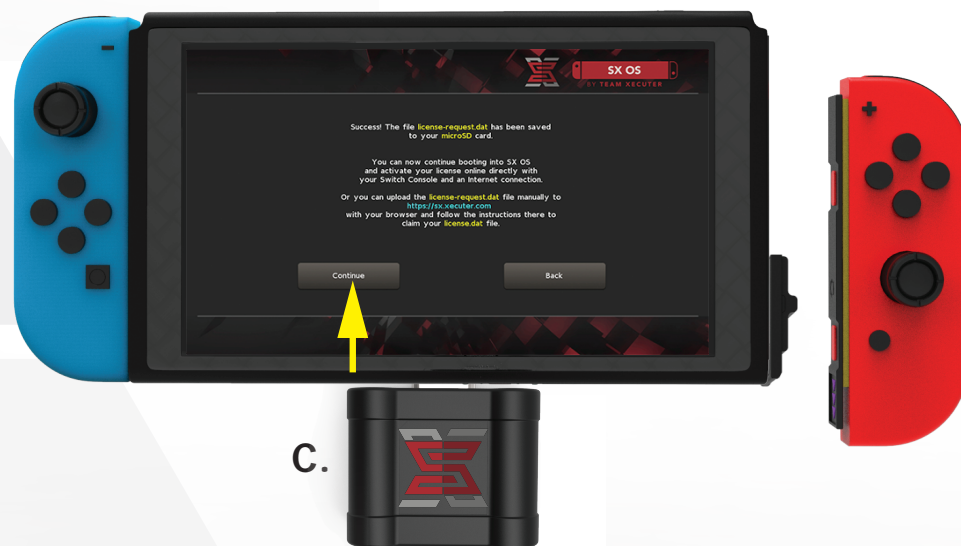 SX OS
BY TEAM XECUTER
Success! The file license-request.dat has been saved
to your microSD card.
You can now continue booting into SX OS
and activate your license online directly with
your Switch Console and an Internet connection.
Or you can upload the license-request.dat file manually to
https://sx.xecuter.com
with your browser and follow the instructions there to
claim your license.dat file.
Continue
Back
C.